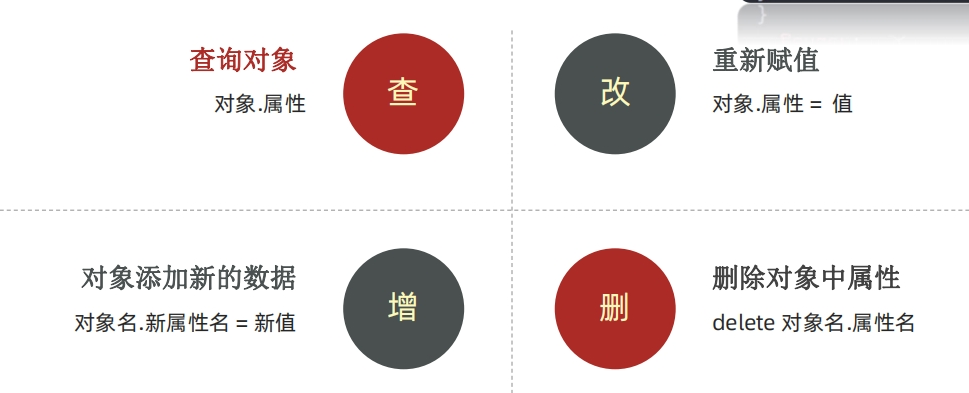 查询对象
对象.属性
查
改
重新赋值
对象.属性 = 值
对象添加新的数据
对象名.新属性名 = 新值
增
删
删除对象中属性
delete 对象名.属性名